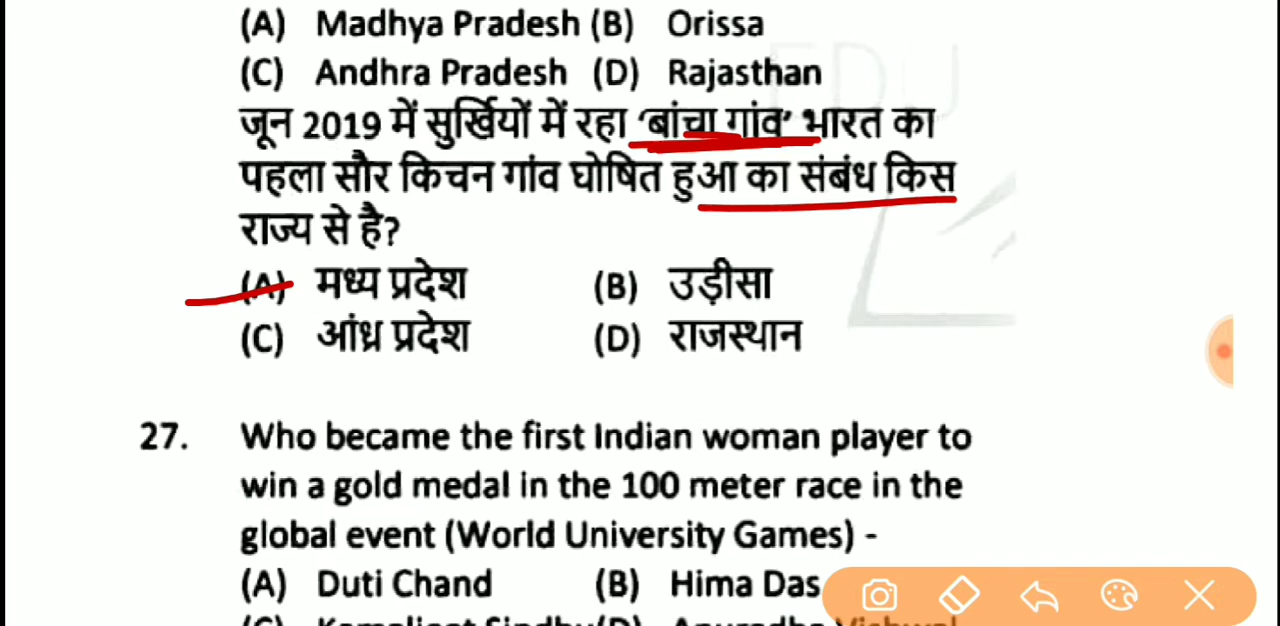 (A) Madhya Pradesh (B) Orissa
(C) Andhra Pradesh (D) Rajasthan
जून 2019 में सुर्खियों में रहा ‘बांचा गांव’ भारत का
पहला सौर किचन गांव घोषित हुआ का संबंध किस
राज्य से है?
(A) मध्य प्रदेश (B) उड़ीसा
(C) आंध्र प्रदेश (D) राजस्थान
27. Who became the first Indian woman player to
win a gold medal in the 100 meter race in the
global event (World University Games) -
(A) Duti Chand (B) Hima Das